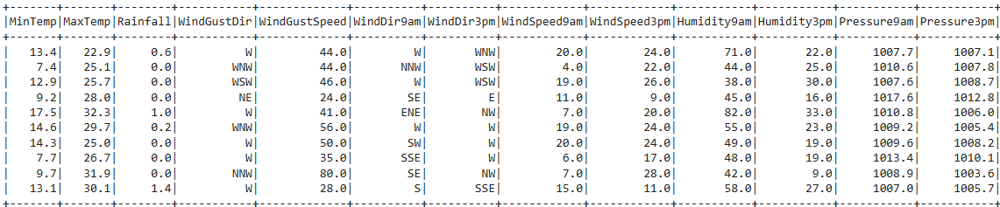 +-------+-------+--------+-----------+-------------+----------+----------+------------+------------+-----------+-----------+-----------+-----------+
|MinTemp|MaxTemp|Rainfall|WindGustDir|WindGustSpeed|WindDir9am|WindDir3pm|WindSpeed9am|WindSpeed3pm|Humidity9am|Humidity3pm|Pressure9am|Pressure3pm|
+-------+-------+--------+-----------+-------------+----------+----------+------------+------------+-----------+-----------+-----------+-----------+
|   13.4|   22.9|     0.6|          W|         44.0|         W|       WNW|        20.0|        24.0|       71.0|       22.0|     1007.7|     1007.1|
|    7.4|   25.1|     0.0|        WNW|         44.0|       NNW|       WSW|         4.0|        22.0|       44.0|       25.0|     1010.6|     1007.8|
|   12.9|   25.7|     0.0|        WSW|         46.0|         W|       WSW|        19.0|        26.0|       38.0|       30.0|     1007.6|     1008.7|
|    9.2|   28.0|     0.0|         NE|         24.0|        SE|         E|        11.0|         9.0|       45.0|       16.0|     1017.6|     1012.8|
|   17.5|   32.3|     1.0|          W|         41.0|       ENE|        NW|         7.0|        20.0|       82.0|       33.0|     1010.8|     1006.0|
|   14.6|   29.7|     0.2|        WNW|         56.0|         W|         W|        19.0|        24.0|       55.0|       23.0|     1009.2|     1005.4|
|   14.3|   25.0|     0.0|          W|         50.0|        SW|         W|        20.0|        24.0|       49.0|       19.0|     1009.6|     1008.2|
|    7.7|   26.7|     0.0|          W|         35.0|       SSE|         W|         6.0|        17.0|       48.0|       19.0|     1013.4|     1010.1|
|    9.7|   31.9|     0.0|        NNW|         80.0|        SE|        NW|         7.0|        28.0|       42.0|        9.0|     1008.9|     1003.6|
|   13.1|   30.1|     1.4|          W|         28.0|         S|       SSE|        15.0|        11.0|       58.0|       27.0|     1007.0|     1005.7|
+-------+-------+--------+-----------+-------------+----------+----------+------------+------------+-----------+-----------+-----------+-----------+